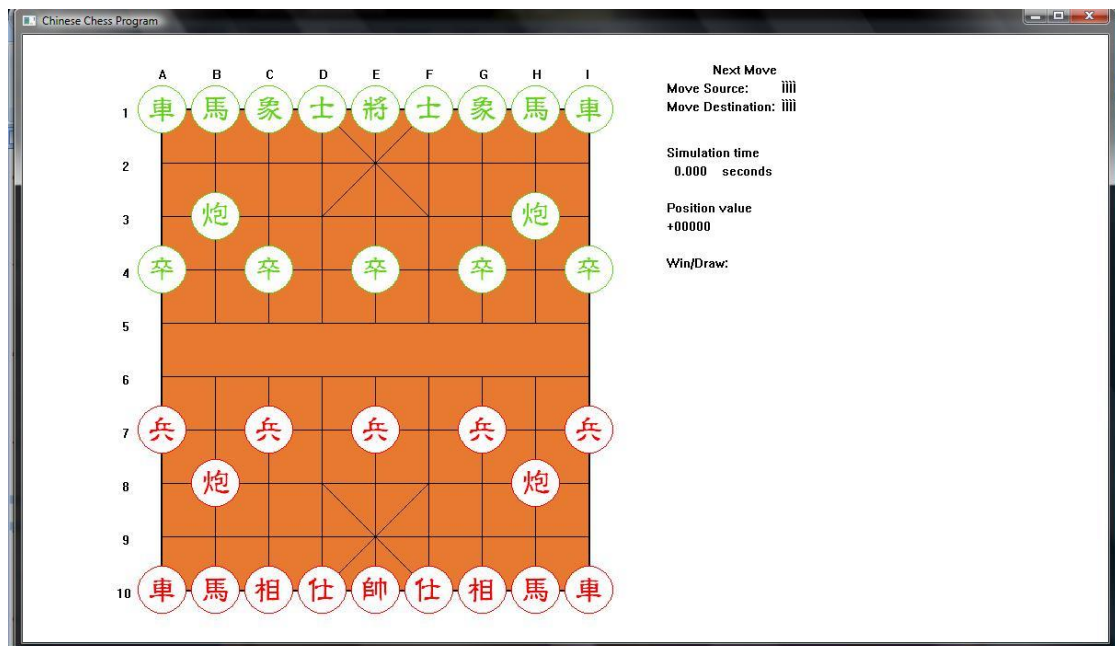 Chinese Chess Program
A B C D E F G H I
1 車 馬 象 士 將 士 象 馬 車
2
3 炮 炮
4 卒 卒 卒 卒 卒
5
6
7 兵 兵 兵 兵 兵
8 炮 炮
9
10 車 馬 相 仕 帥 仕 相 馬 車
Next Move
Move Source: ÌÌÌÌ
Move Destination: ÌÌÌÌ
Simulation time
0.000 seconds
Position value
+00000
Win/Draw: